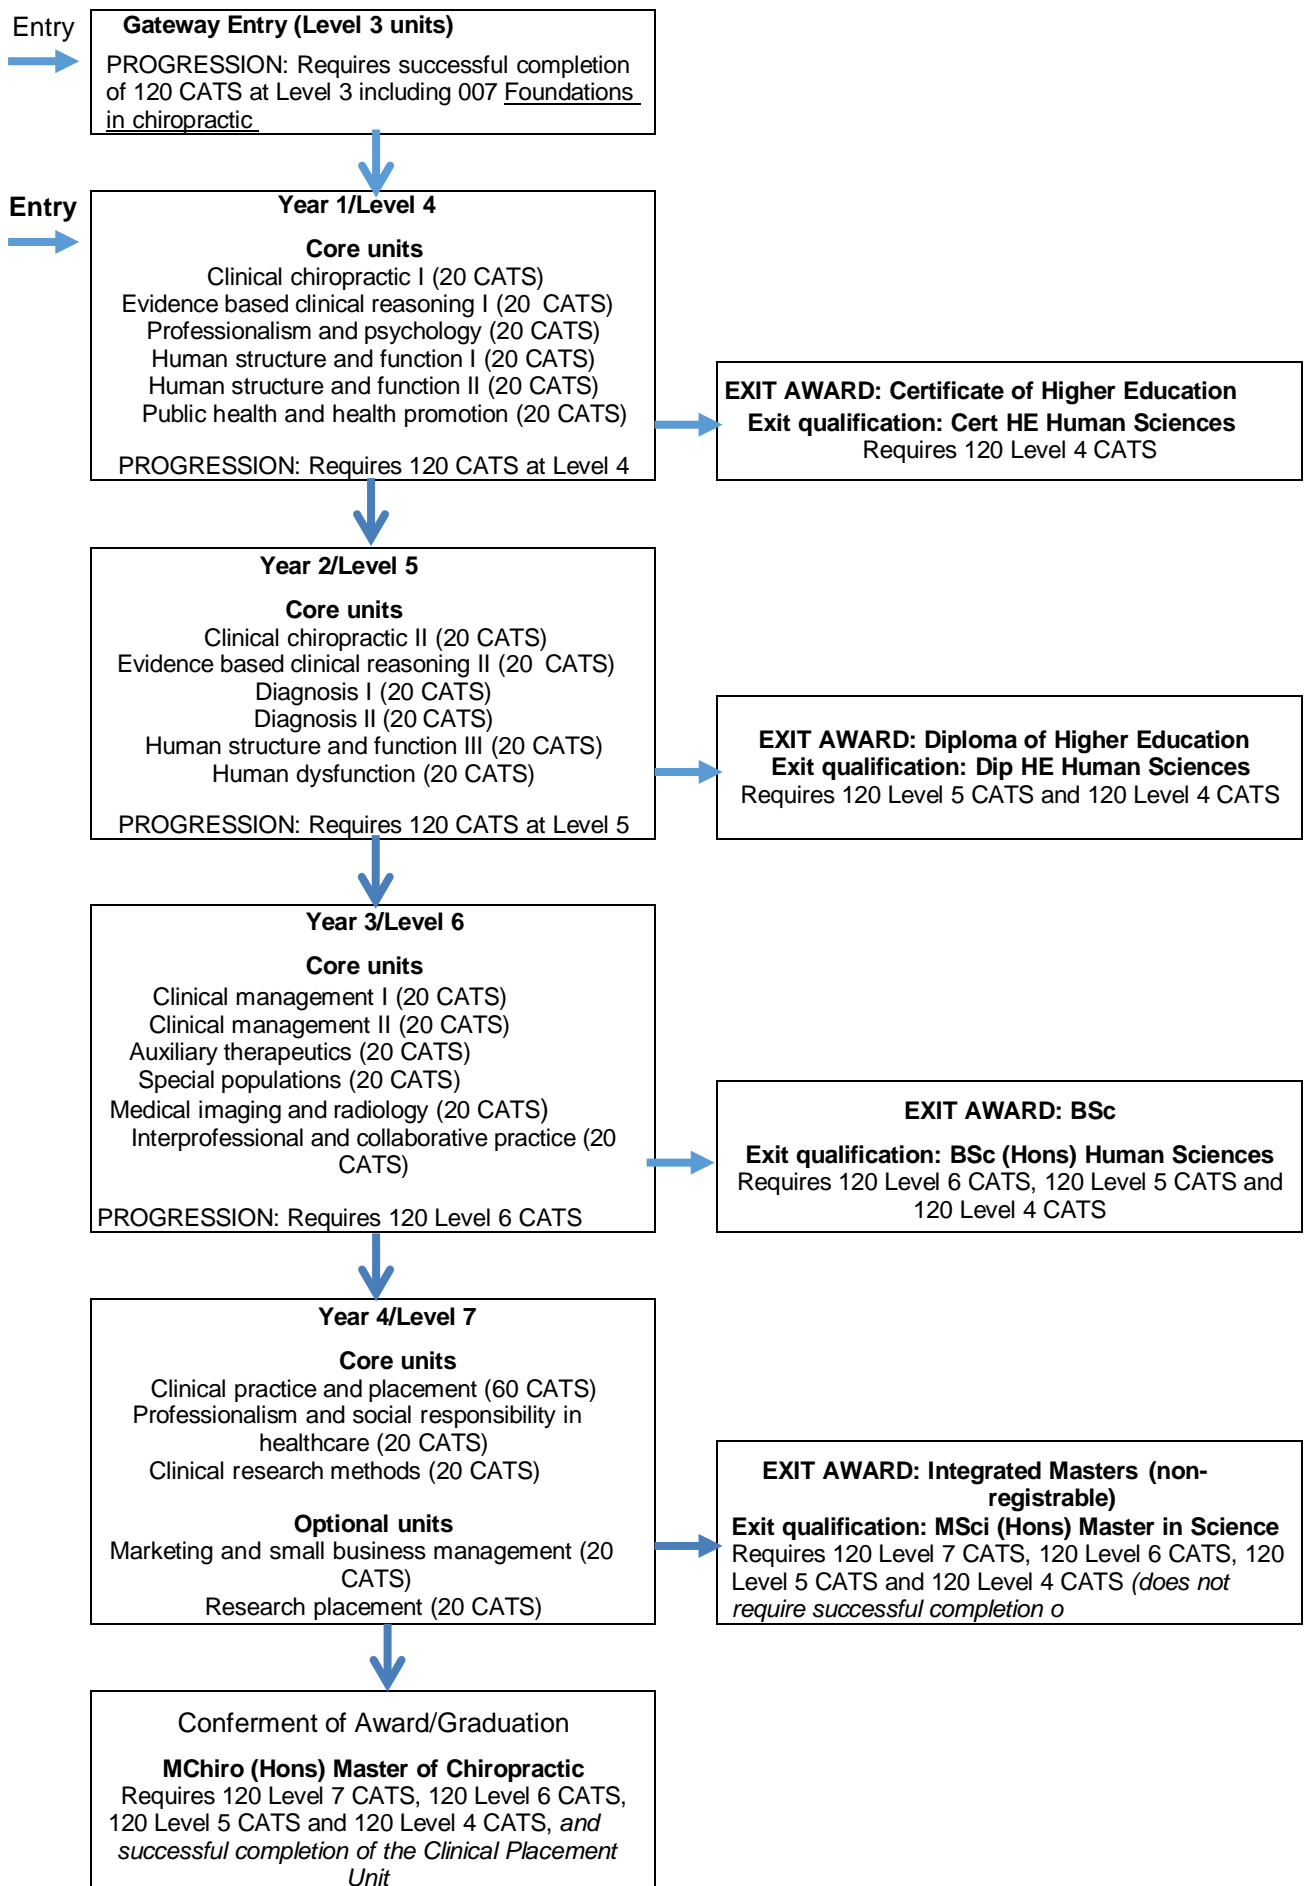 Entry
Gateway Entry (Level 3 units)
PROGRESSION: Requires successful completion
of 120 CATS at Level 3 including 007 Foundations
in chiropractic
Entry
Year 1/Level 4
Core units
Clinical chiropractic I (20 CATS)
Evidence based clinical reasoning I (20 CATS)
Professionalism and psychology (20 CATS)
Human structure and function I (20 CATS)
Human structure and function II (20 CATS)
Public health and health promotion (20 CATS)
PROGRESSION: Requires 120 CATS at Level 4
EXIT AWARD: Certificate of Higher Education
Exit qualification: Cert HE Human Sciences
Requires 120 Level 4 CATS
Year 2/Level 5
Core units
Clinical chiropractic II (20 CATS)
Evidence based clinical reasoning II (20 CATS)
Diagnosis I (20 CATS)
Diagnosis II (20 CATS)
Human structure and function III (20 CATS)
Human dysfunction (20 CATS)
PROGRESSION: Requires 120 CATS at Level 5
EXIT AWARD: Diploma of Higher Education
Exit qualification: Dip HE Human Sciences
Requires 120 Level 5 CATS and 120 Level 4 CATS
Year 3/Level 6
Core units
Clinical management I (20 CATS)
Clinical management II (20 CATS)
Auxiliary therapeutics (20 CATS)
Special populations (20 CATS)
Medical imaging and radiology (20 CATS)
Interprofessional and collaborative practice (20
CATS)
PROGRESSION: Requires 120 Level 6 CATS
EXIT AWARD: BSc
Exit qualification: BSc (Hons) Human Sciences
Requires 120 Level 6 CATS, 120 Level 5 CATS and
120 Level 4 CATS
Year 4/Level 7
Core units
Clinical practice and placement (60 CATS)
Professionalism and social responsibility in
healthcare (20 CATS)
Clinical research methods (20 CATS)
Optional units
Marketing and small business management (20
CATS)
Research placement (20 CATS)
EXIT AWARD: Integrated Masters (non-
registrable)
Exit qualification: MSci (Hons) Master in Science
Requires 120 Level 7 CATS, 120 Level 6 CATS, 120
Level 5 CATS and 120 Level 4 CATS (does not
require successful completion o
Conferment of Award/Graduation
MChiro (Hons) Master of Chiropractic
Requires 120 Level 7 CATS, 120 Level 6 CATS,
120 Level 5 CATS and 120 Level 4 CATS, and
successful completion of the Clinical Placement
Unit